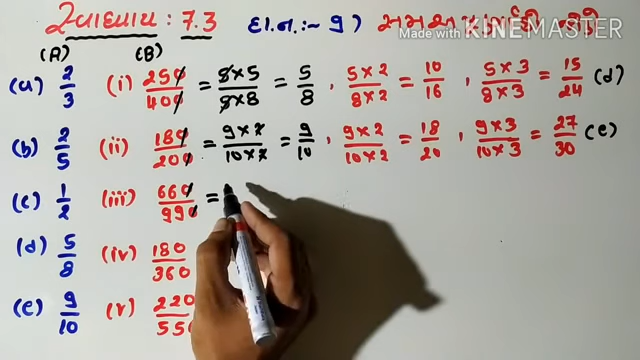 સ્વાધ્યાય : 7.3 દા.નં.:- 9)
Made with KINEMASTER
(A) (B)
(a) 2/3 (i) 250/400 = 5×5/5×8 = 5/8 , 5×2/8×2 = 10/16 , 5×3/8×3 = 15/24 (d)
(b) 2/5 (ii) 180/200 = 9×2/10×2 = 9/10 , 9×2/10×2 = 18/20 , 9×3/10×3 = 27/30 (e)
(c) 1/2 (iii) 660/990 =
(d) 5/8 (iv) 180/360
(e) 9/10 (v) 220/550